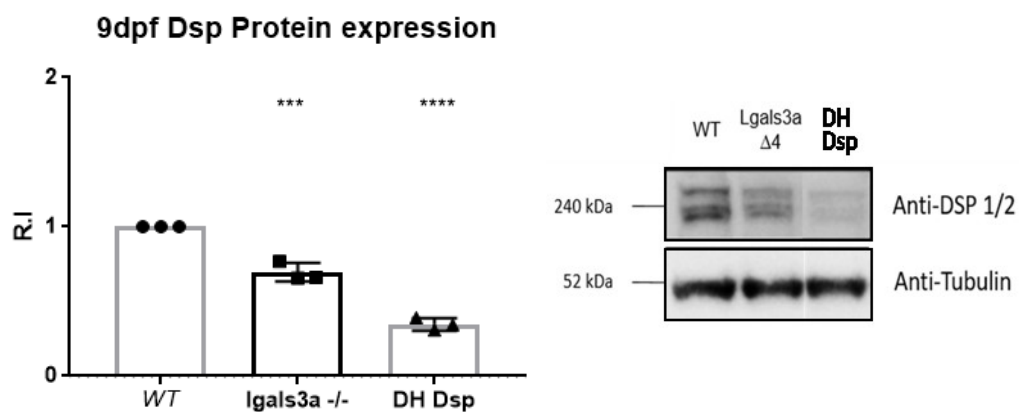 9dpf Dsp Protein expression
2
***
****
1
R.I
0
WT
lgals3a -/-
DH Dsp
WT
Lgals3a
Δ4
DH
Dsp
240 kDa
Anti-DSP 1/2
52 kDa
Anti-Tubulin